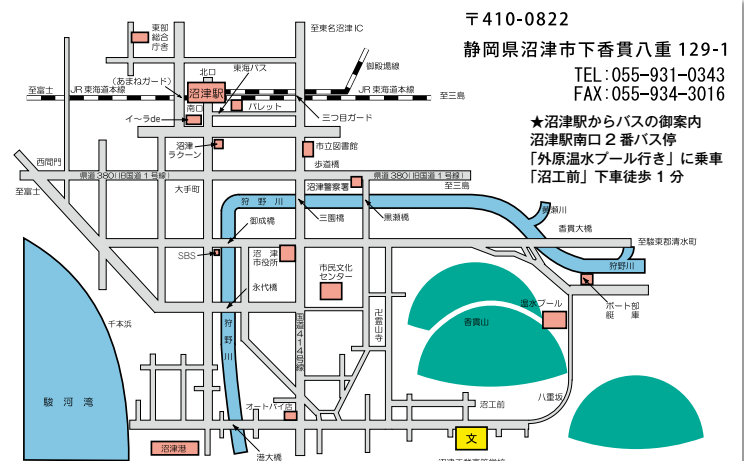 〒410-0822
静岡県沼津市下香貫八重 129-1
TEL:055-931-0343
FAX:055-934-3016
★沼津駅からバスの御案内
沼津駅南口2番バス停
「外原温水プール行き」に乗車
「沼工前」下車徒歩1分
東部
総合
庁舎
至東名沼津IC
北口
東海バス
御殿場線
(あまねガード)
沼津駅
至富士
JR東海道本線
JR東海道本線
至三島
南口
パレット
イ〜ラde
三つ目ガード
沼津
ラクーン
市立図書館
西間門
歩道橋
県道380(旧国道1号線)
沼津警察署
県道380(旧国道1号線)
至富士
大手町
至三島
狩野川
御成橋
三園橋
黒瀬橋
黄瀬川
香貫大橋
至駿東郡清水町
SBS
沼津
市役所
狩野川
市民文化
センター
永代橋
ボート部
艇庫
温水プール
千本浜
狩野川
国道414号線
卍霊山寺
香貫山
駿河湾
オートバイ店
沼工前
八重坂
沼津港
港大橋
文